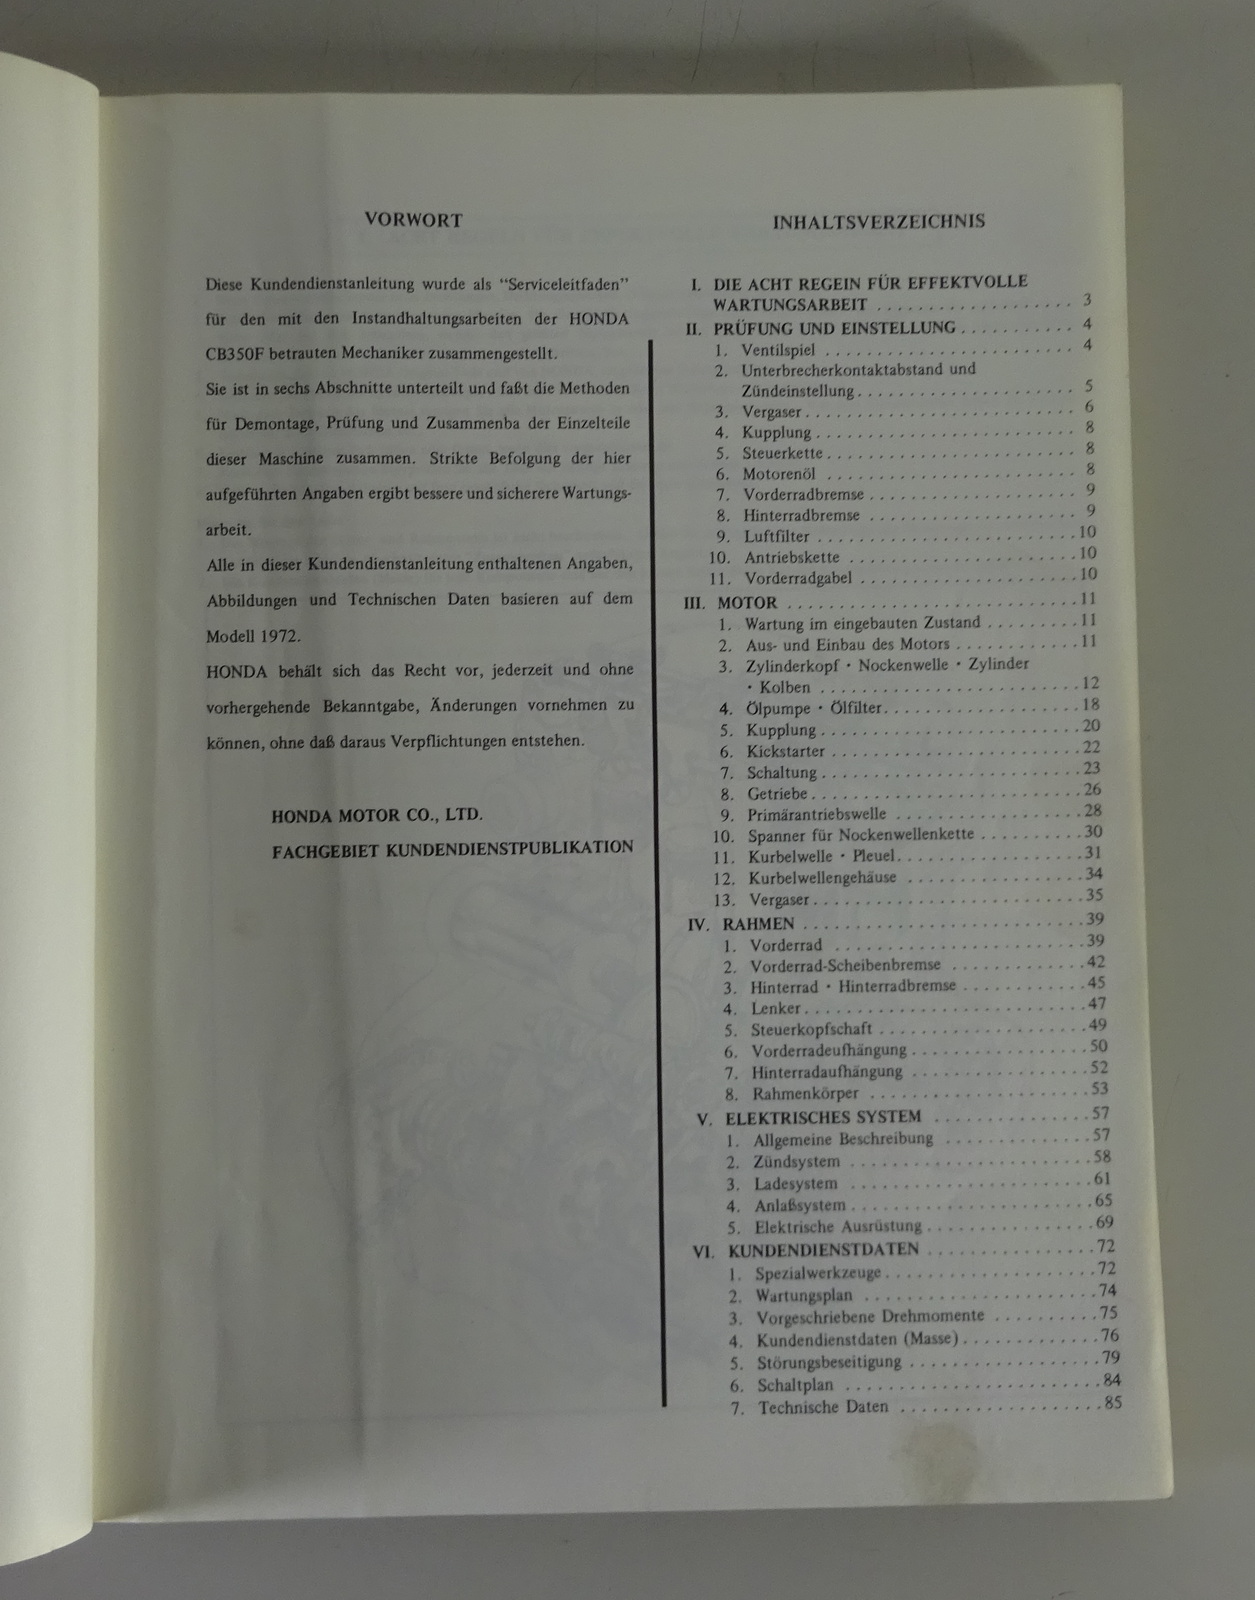 VORWORT
Diese Kundendienstanleitung wurde als "Serviceleitfaden"
für den mit den Instandhaltungsarbeiten der HONDA
CB350F betrauten Mechaniker zusammengestellt.
Sie ist in sechs Abschnitte unterteilt und faßt die Methoden
für Demontage, Prüfung und Zusammenba der Einzelteile
dieser Maschine zusammen. Strikte Befolgung der hier
aufgeführten Angaben ergibt bessere und sicherere Wartungs-
arbeit.
Alle in dieser Kundendienstanleitung enthaltenen Angaben,
Abbildungen und Technischen Daten basieren auf dem
Modell 1972.
HONDA behält sich das Recht vor, jederzeit und ohne
vorhergehende Bekanntgabe, Änderungen vornehmen zu
können, ohne daß daraus Verpflichtungen entstehen.
HONDA MOTOR CO., LTD.
FACHGEBIET KUNDENDIENSTPUBLIKATION
INHALTSVERZEICHNIS
I. DIE ACHT REGEIN FÜR EFFEKTVOLLE
WARTUNGSARBEIT . . . . . . . . . . . . . . . . . . . 3
II. PRÜFUNG UND EINSTELLUNG . . . . . . . . . . . 4
1. Ventilspiel . . . . . . . . . . . . . . . . . . . . . . . . 4
2. Unterbrecherkontaktabstand und
Zündeinstellung . . . . . . . . . . . . . . . . . . . . . 5
3. Vergaser . . . . . . . . . . . . . . . . . . . . . . . . . . 6
4. Kupplung . . . . . . . . . . . . . . . . . . . . . . . . . 8
5. Steuerkette . . . . . . . . . . . . . . . . . . . . . . . . 8
6. Motorenöl . . . . . . . . . . . . . . . . . . . . . . . . 8
7. Vorderradbremse . . . . . . . . . . . . . . . . . . . . 9
8. Hinterradbremse . . . . . . . . . . . . . . . . . . . . 9
9. Luftfilter . . . . . . . . . . . . . . . . . . . . . . . . . 10
10. Antriebskette . . . . . . . . . . . . . . . . . . . . . . 10
11. Vorderradgabel . . . . . . . . . . . . . . . . . . . . . 10
III. MOTOR . . . . . . . . . . . . . . . . . . . . . . . . . . . . 11
1. Wartung im eingebauten Zustand . . . . . . . . . 11
2. Aus- und Einbau des Motors . . . . . . . . . . . . 11
3. Zylinderkopf · Nockenwelle · Zylinder
· Kolben . . . . . . . . . . . . . . . . . . . . . . . . . 12
4. Ölpumpe · Ölfilter . . . . . . . . . . . . . . . . . . . 18
5. Kupplung . . . . . . . . . . . . . . . . . . . . . . . . . 20
6. Kickstarter . . . . . . . . . . . . . . . . . . . . . . . . 22
7. Schaltung . . . . . . . . . . . . . . . . . . . . . . . . . 23
8. Getriebe . . . . . . . . . . . . . . . . . . . . . . . . . . 26
9. Primärantriebswelle . . . . . . . . . . . . . . . . . . 28
10. Spanner für Nockenwellenkette . . . . . . . . . . 30
11. Kurbelwelle · Pleuel . . . . . . . . . . . . . . . . . . 31
12. Kurbelwellengehäuse . . . . . . . . . . . . . . . . . 34
13. Vergaser . . . . . . . . . . . . . . . . . . . . . . . . . . 35
IV. RAHMEN . . . . . . . . . . . . . . . . . . . . . . . . . . . 39
1. Vorderrad . . . . . . . . . . . . . . . . . . . . . . . . 39
2. Vorderrad-Scheibenbremse . . . . . . . . . . . . . 42
3. Hinterrad · Hinterradbremse . . . . . . . . . . . . 45
4. Lenker . . . . . . . . . . . . . . . . . . . . . . . . . . . 47
5. Steuerkopfschaft . . . . . . . . . . . . . . . . . . . . 49
6. Vorderradeufhängung . . . . . . . . . . . . . . . . . 50
7. Hinterradaufhängung . . . . . . . . . . . . . . . . . 52
8. Rahmenkörper . . . . . . . . . . . . . . . . . . . . . 53
V. ELEKTRISCHES SYSTEM . . . . . . . . . . . . . . . 57
1. Allgemeine Beschreibung . . . . . . . . . . . . . . 57
2. Zündsystem . . . . . . . . . . . . . . . . . . . . . . . 58
3. Ladesystem . . . . . . . . . . . . . . . . . . . . . . . 61
4. Anlaßsystem . . . . . . . . . . . . . . . . . . . . . . . 65
5. Elektrische Ausrüstung . . . . . . . . . . . . . . . . 69
VI. KUNDENDIENSTDATEN . . . . . . . . . . . . . . . . 72
1. Spezialwerkzeuge . . . . . . . . . . . . . . . . . . . . 72
2. Wartungsplan . . . . . . . . . . . . . . . . . . . . . . 74
3. Vorgeschriebene Drehmomente . . . . . . . . . . 75
4. Kundendienstdaten (Masse) . . . . . . . . . . . . . 76
5. Störungsbeseitigung . . . . . . . . . . . . . . . . . . 79
6. Schaltplan . . . . . . . . . . . . . . . . . . . . . . . . 84
7. Technische Daten . . . . . . . . . . . . . . . . . . . 85